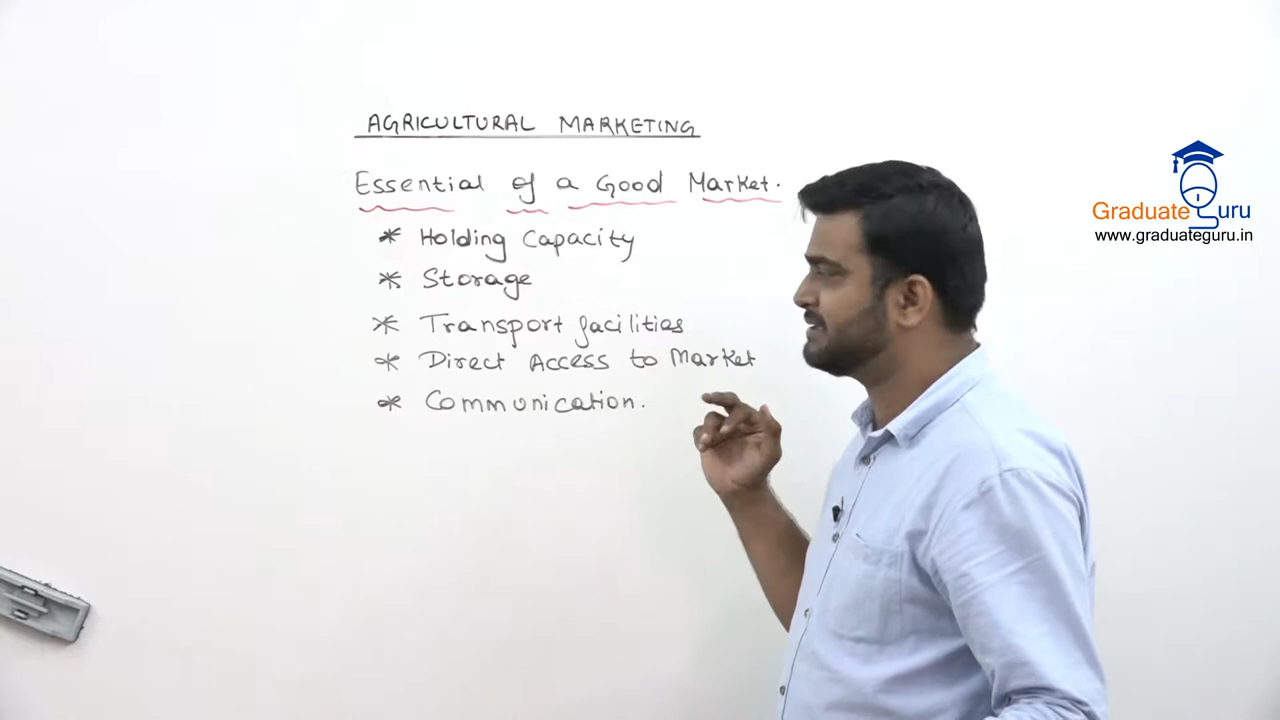 AGRICULTURAL MARKETING
Essential of a Good Market.
* Holding Capacity
* Storage
* Transport facilities
* Direct Access to Market
* Communication.
Graduate Guru
www.graduateguru.in